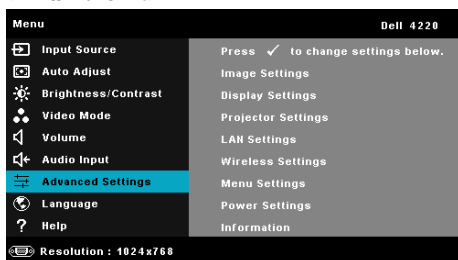 Menu Dell 4220
Input Source
Auto Adjust
Brightness/Contrast
Video Mode
Volume
Audio Input
Advanced Settings
Language
Help
Press ✓ to change settings below.
Image Settings
Display Settings
Projector Settings
LAN Settings
Wireless Settings
Menu Settings
Power Settings
Information
Resolution : 1024x768